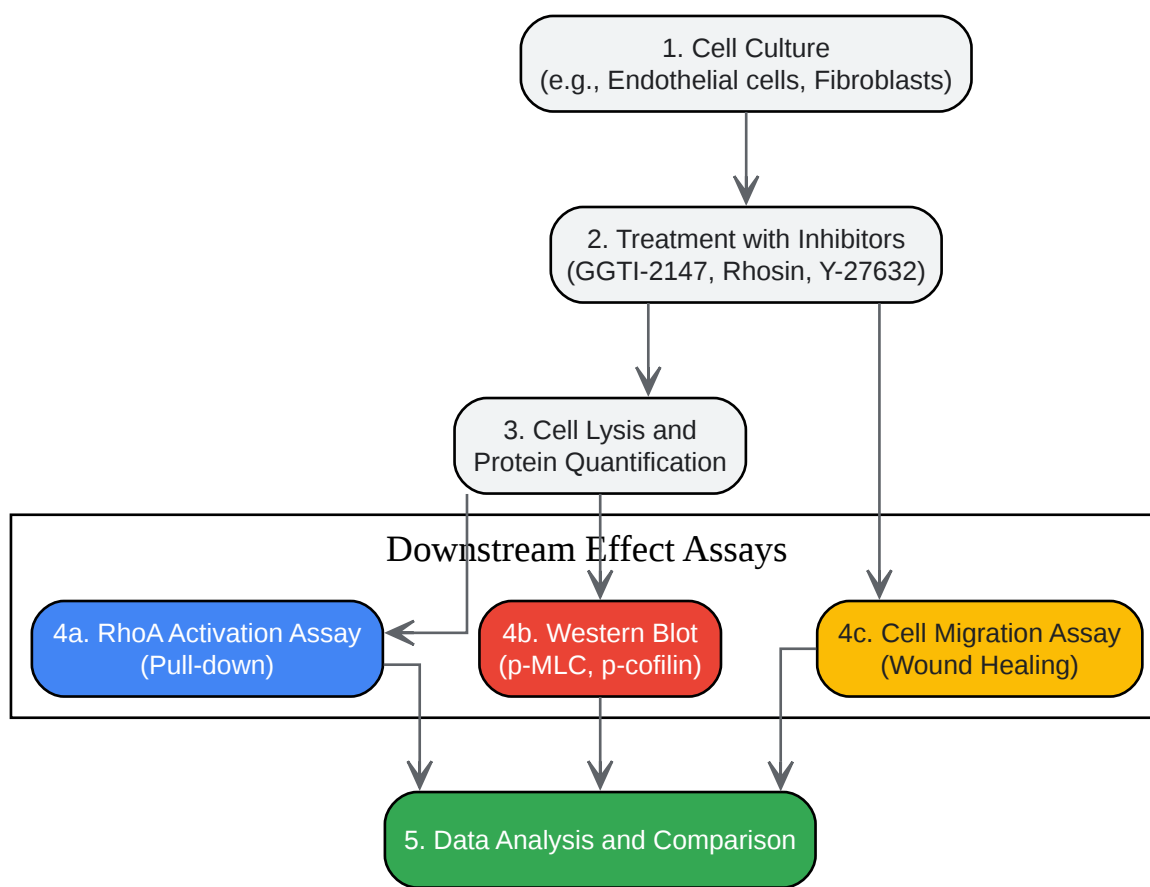 1. Cell Culture
(e.g., Endothelial cells, Fibroblasts)
2. Treatment with Inhibitors
(GGTI-2147, Rhosin, Y-27632)
3. Cell Lysis and
Protein Quantification
Downstream Effect Assays
4a. RhoA Activation Assay
(Pull-down)
4b. Western Blot
(p-MLC, p-cofilin)
4c. Cell Migration Assay
(Wound Healing)
5. Data Analysis and Comparison